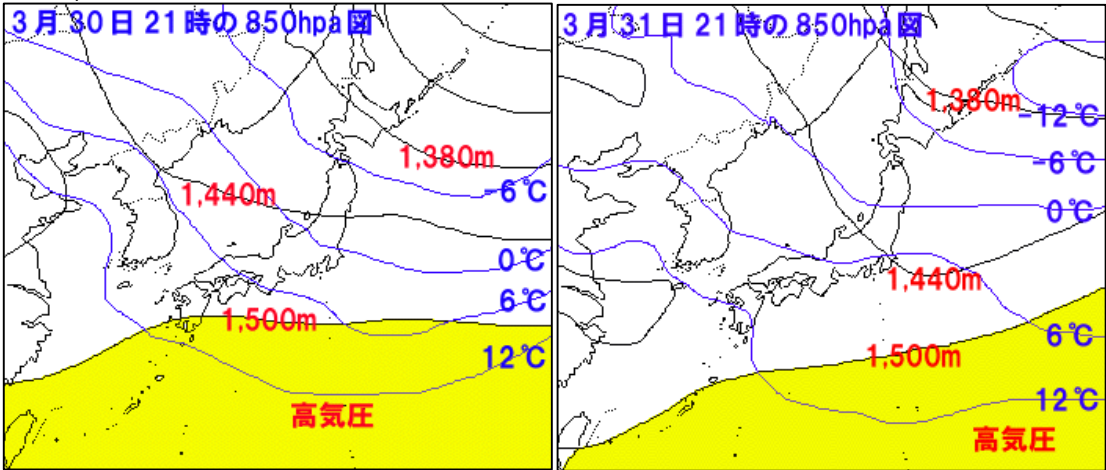 3月30日21時の850hpa図
1,380m
1,440m
-6℃
0℃
6℃
1,500m
12℃
高気圧
3月31日21時の850hpa図
1,380m
-12℃
-6℃
0℃
1,440m
6℃
1,500m
12℃
高気圧